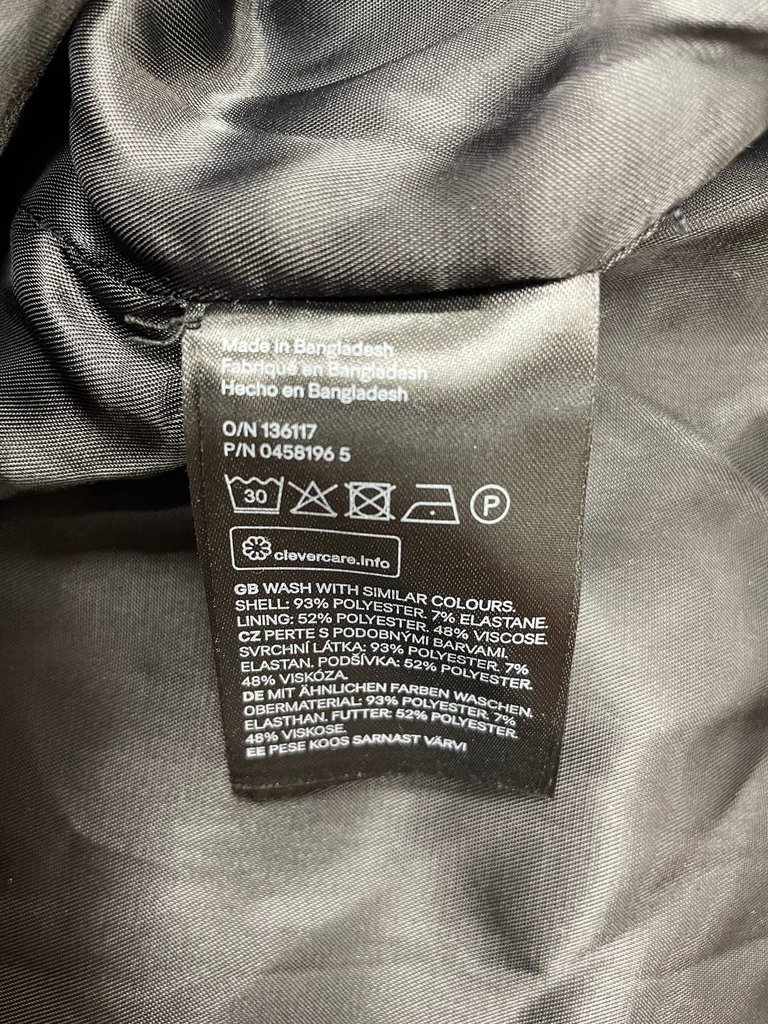 Made in Bangladesh
Fabriqué en Bangladesh
Hecho en Bangladesh
O/N 136117
P/N 0458196 5
30 P
clevercare.info
GB WASH WITH SIMILAR COLOURS.
SHELL: 93% POLYESTER. 7% ELASTANE.
LINING: 52% POLYESTER. 48% VISCOSE.
CZ PERTE S PODOBNÝMI BARVAMI.
SVRCHNÍ LÁTKA: 93% POLYESTER. 7%
ELASTAN. PODŠÍVKA: 52% POLYESTER.
48% VISKÓZA.
DE MIT ÄHNLICHEN FARBEN WASCHEN.
OBERMATERIAL: 93% POLYESTER. 7%
ELASTHAN. FUTTER: 52% POLYESTER.
48% VISKOSE.
EE PESE KOOS SARNAST VÄRVI